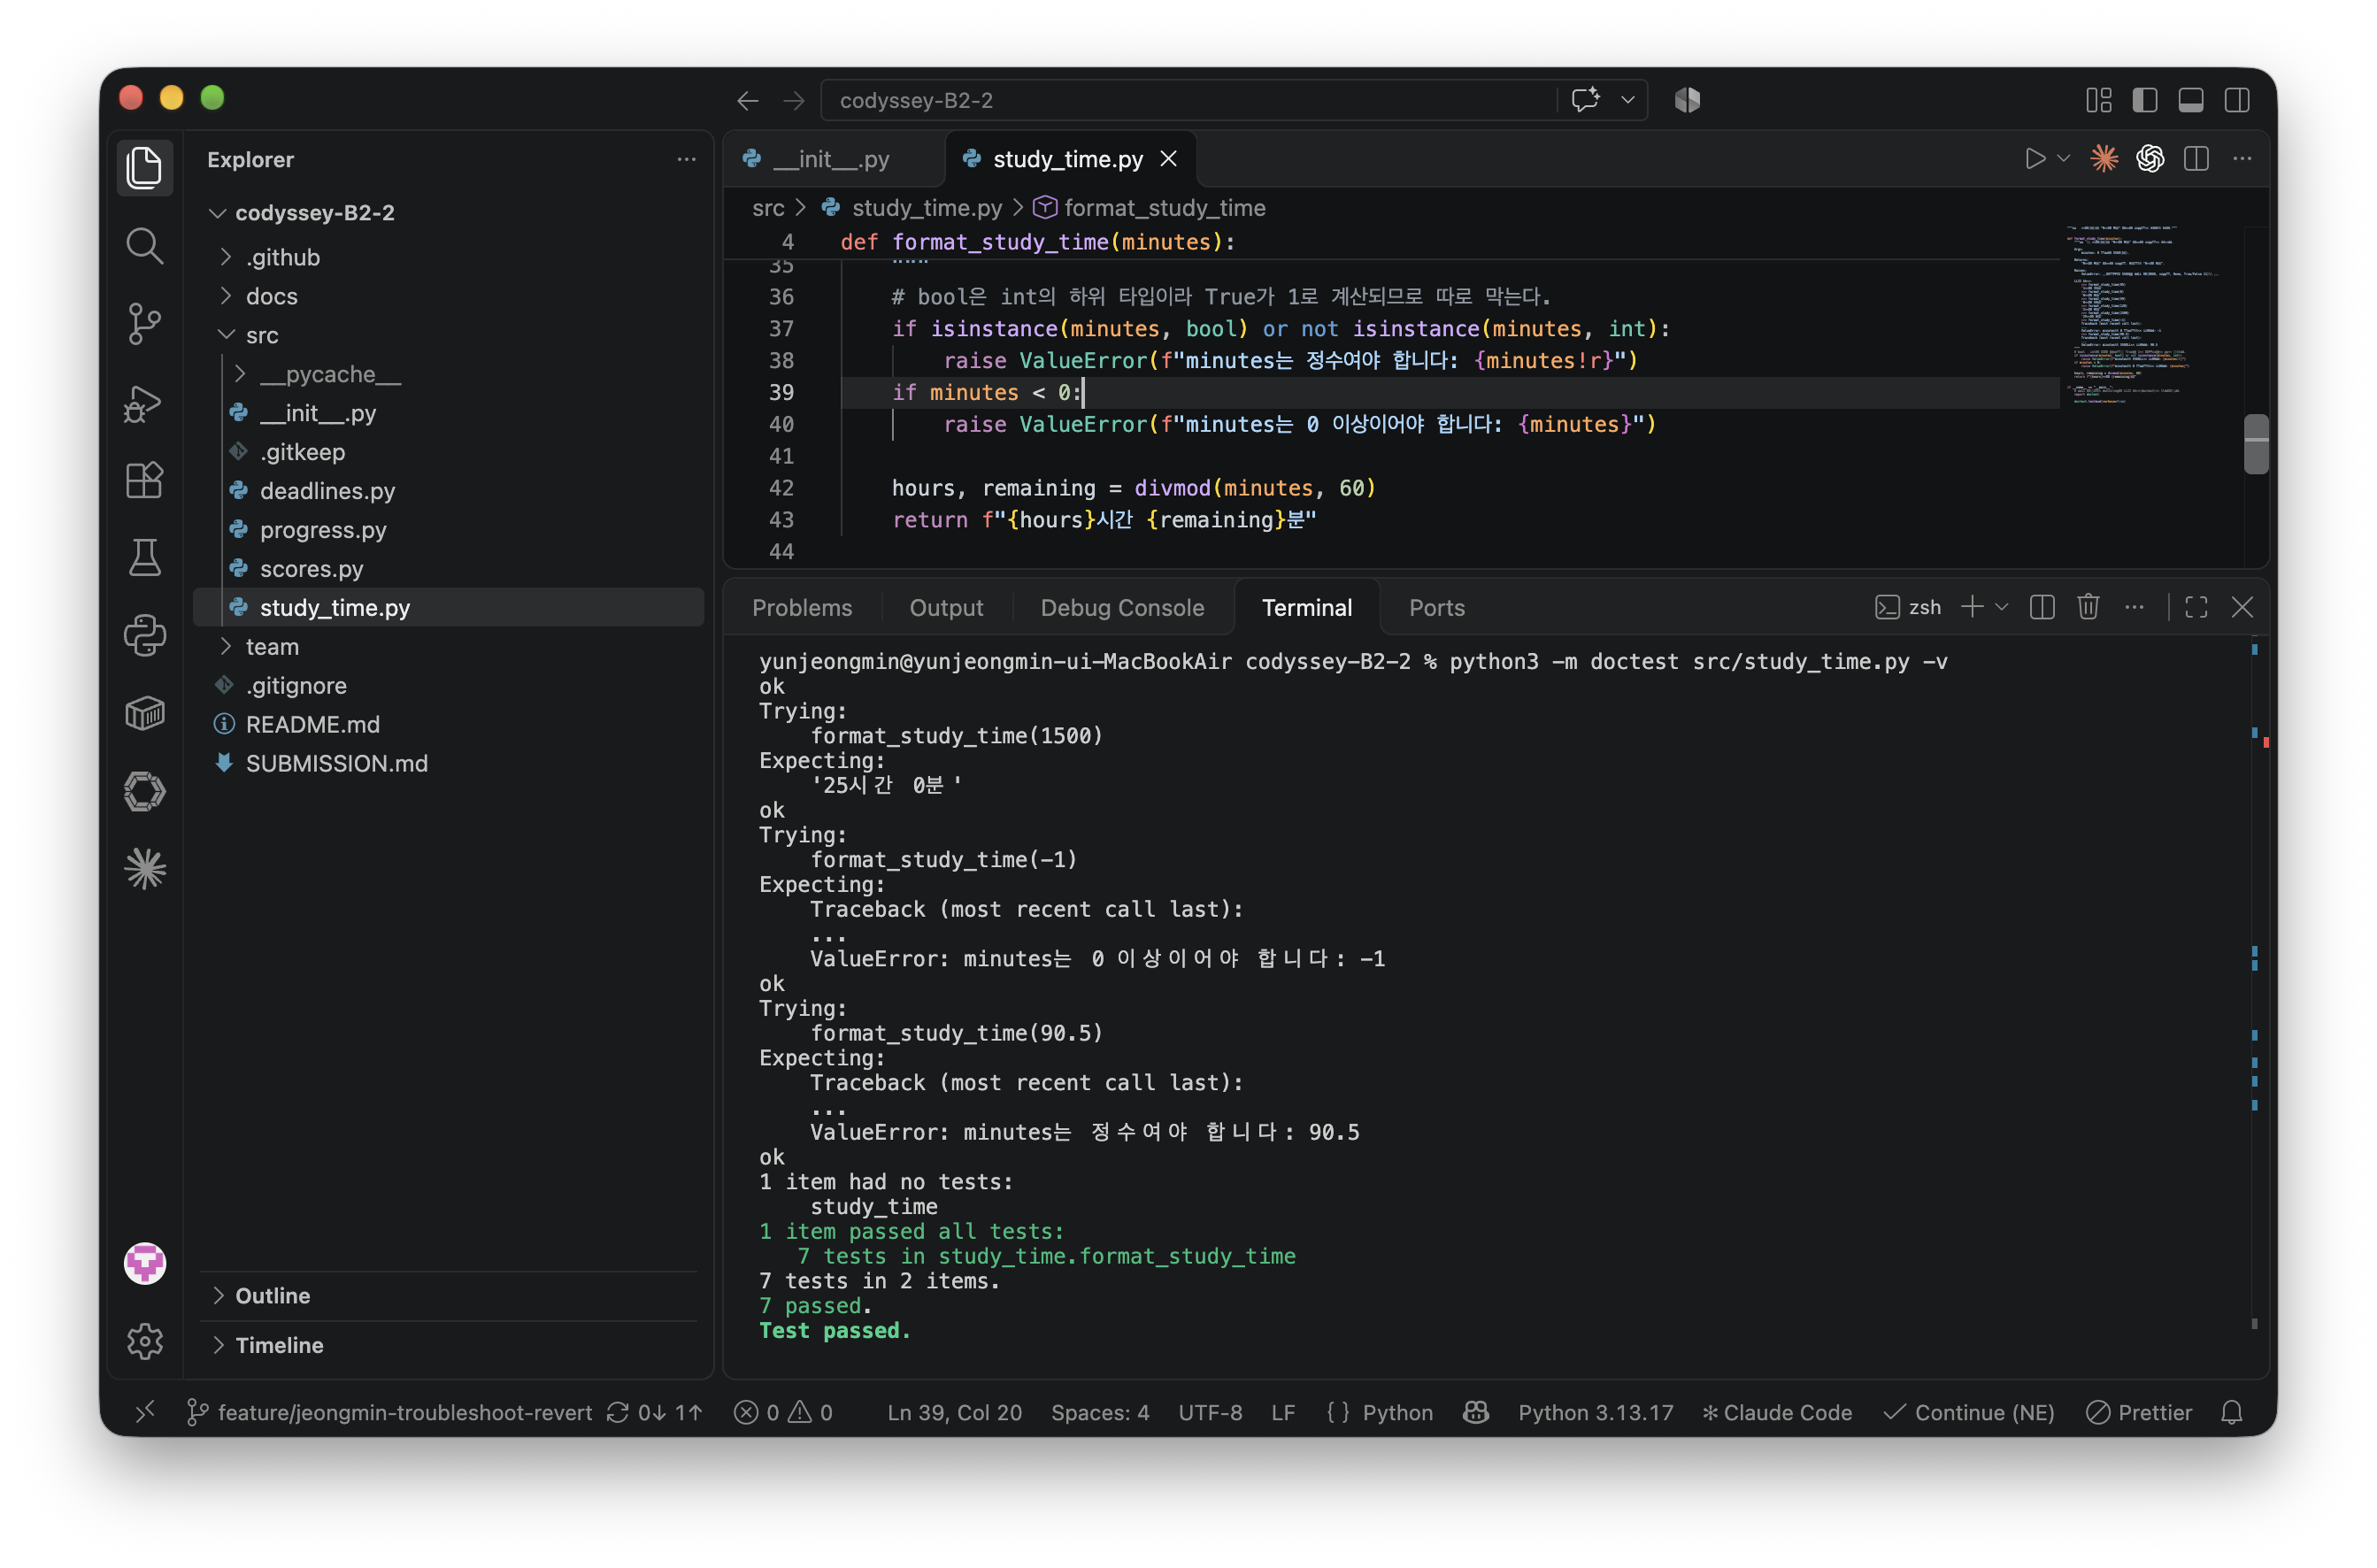 codyssey-B2-2
Explorer
codyssey-B2-2
.github
docs
src
__pycache__
__init__.py
.gitkeep
deadlines.py
progress.py
scores.py
study_time.py
team
.gitignore
README.md
SUBMISSION.md
Outline
Timeline
__init__.py
study_time.py
src > study_time.py > format_study_time
4 def format_study_time(minutes):
35 """
36 # bool은 int의 하위 타입이라 True가 1로 계산되므로 따로 막는다.
37 if isinstance(minutes, bool) or not isinstance(minutes, int):
38 raise ValueError(f"minutes는 정수여야 합니다: {minutes!r}")
39 if minutes < 0:
40 raise ValueError(f"minutes는 0 이상이어야 합니다: {minutes}")
41
42 hours, remaining = divmod(minutes, 60)
43 return f"{hours}시간 {remaining}분"
44
Problems Output Debug Console Terminal Ports
zsh
yunjeongmin@yunjeongmin-ui-MacBookAir codyssey-B2-2 % python3 -m doctest src/study_time.py -v
ok
Trying:
format_study_time(1500)
Expecting:
'25시간 0분'
ok
Trying:
format_study_time(-1)
Expecting:
Traceback (most recent call last):
...
ValueError: minutes는 0 이상이어야 합니다: -1
ok
Trying:
format_study_time(90.5)
Expecting:
Traceback (most recent call last):
...
ValueError: minutes는 정수여야 합니다: 90.5
ok
1 item had no tests:
study_time
1 item passed all tests:
7 tests in study_time.format_study_time
7 tests in 2 items.
7 passed.
Test passed.
feature/jeongmin-troubleshoot-revert 0↓ 1↑ 0 0 Ln 39, Col 20 Spaces: 4 UTF-8 LF {} Python Python 3.13.17 Claude Code Continue (NE) Prettier